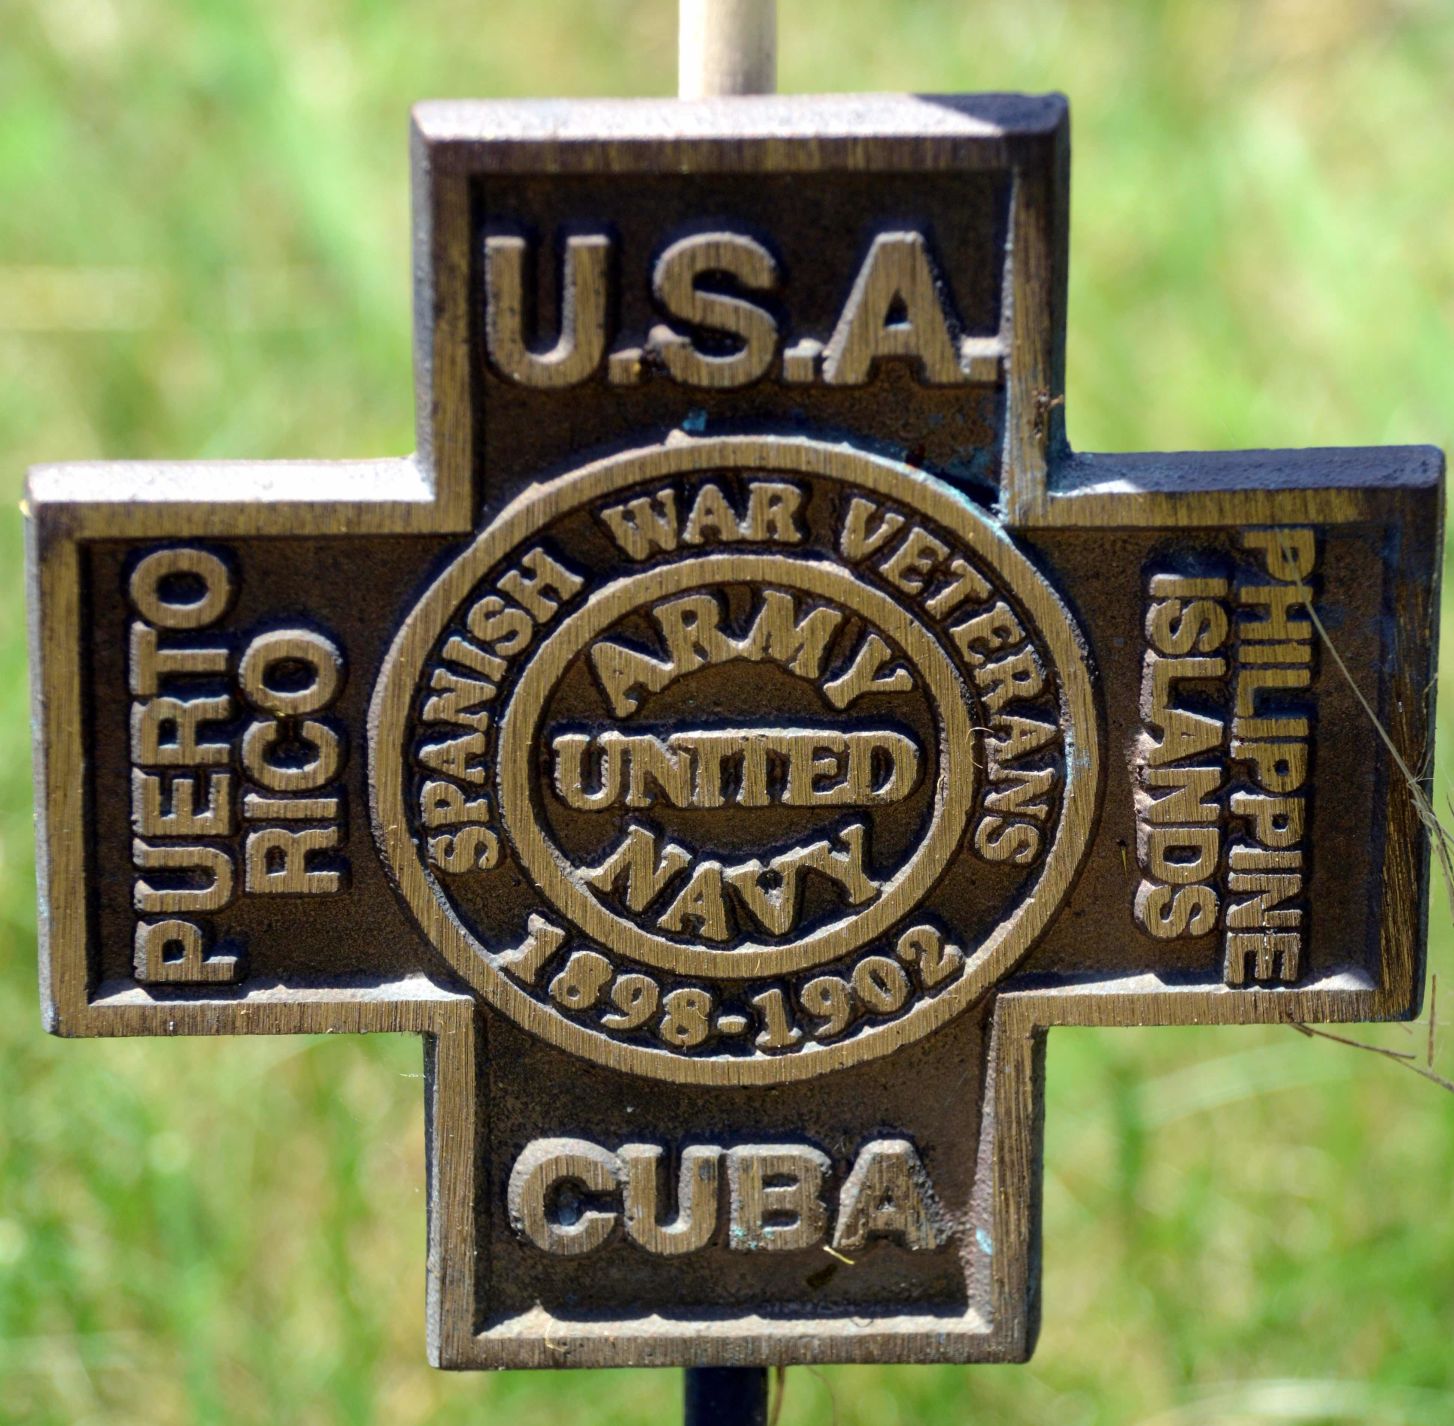 U.S.A.
PUERTO
RICO
SPANISH WAR VETERANS
ARMY
UNITED
NAVY
1898-1902
PHILIPPINE
ISLANDS
CUBA